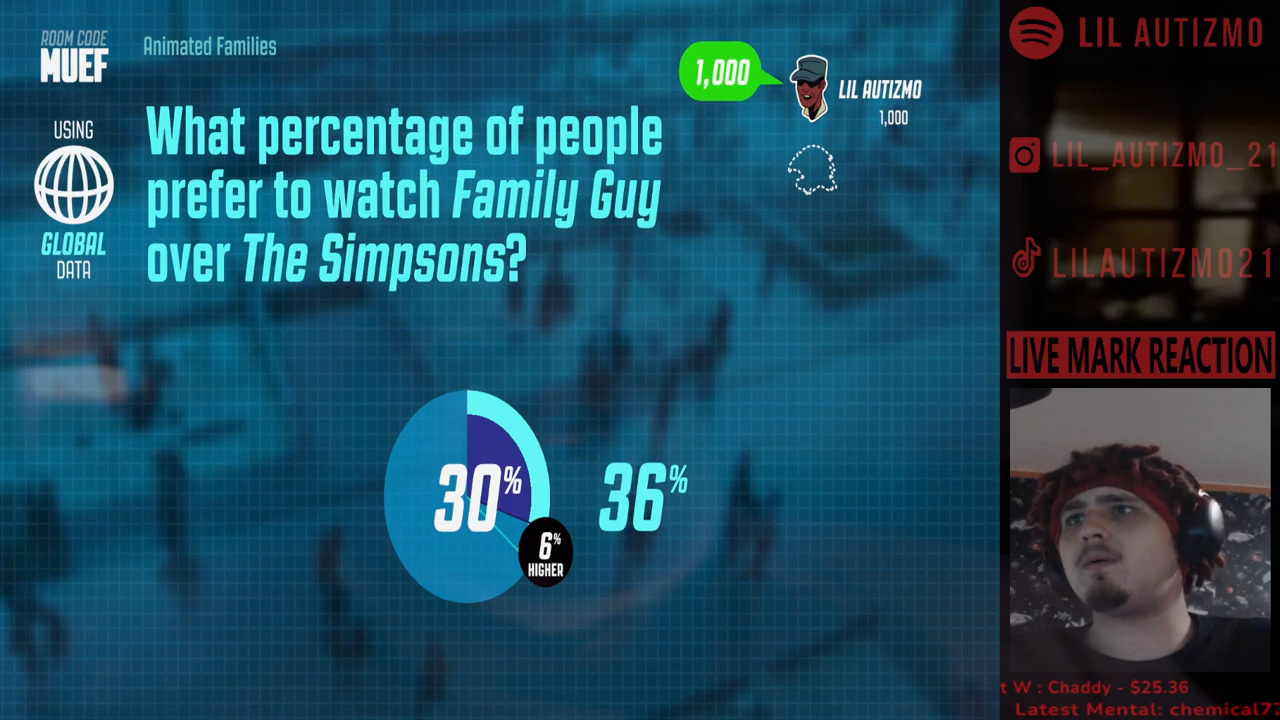 ROOM CODE
MUEF
Animated Families
USING
GLOBAL
DATA
What percentage of people
prefer to watch Family Guy
over The Simpsons?
1,000
LIL AUTIZMO
1,000
30%
36%
6%
HIGHER
LIL AUTIZMO
LIL_AUTIZMO_21
LILAUTIZMO21
LIVE MARK REACTION
t W : Chaddy - $25.36
Latest Mental: chemical77